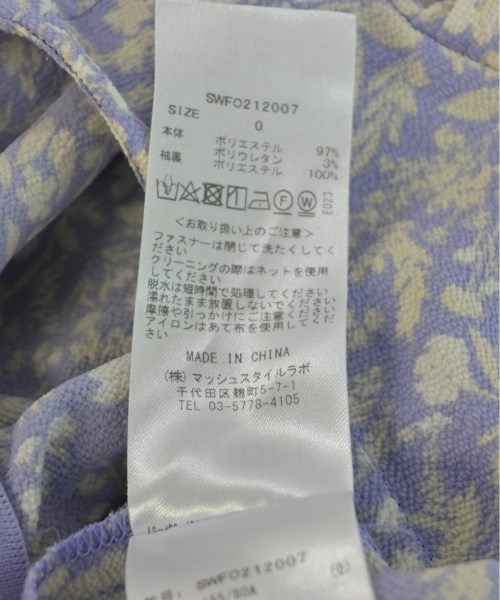 SWFO212007
SIZE
0
本体 ポリエステル 97%
ポリウレタン 3%
袖裏 ポリエステル 100%
F W E023
<お取り扱い上のご注意>
ファスナーは閉じて洗たくしてく
ださい
クリーニングの際はネットを使用
してください
脱水は短時間で処理してください
濡れたまま放置しないでください
摩擦や引っかけにご注意ください
アイロンはあて布を使用してくだ
さい
MADE IN CHINA
(株) マッシュスタイルラボ
千代田区麹町5-7-1
TEL 03-5778-4105
号: SWFO212007 (0)
155/80A